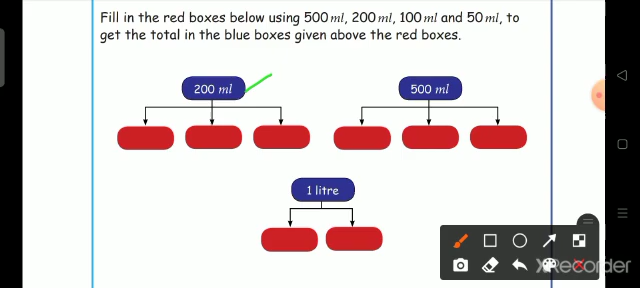 Fill in the red boxes below using 500 ml, 200 ml, 100 ml and 50 ml, to
get the total in the blue boxes given above the red boxes.
200 ml
500 ml
1 litre
XRecorder